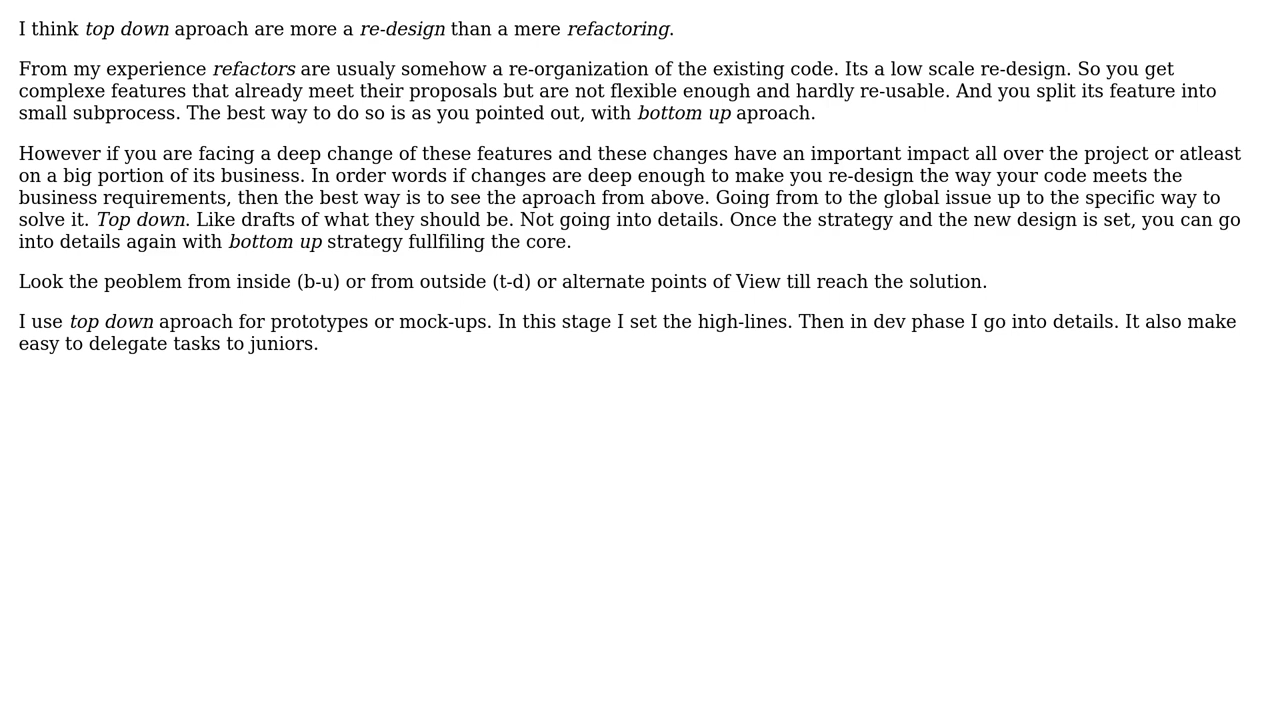 I think top down aproach are more a re-design than a mere refactoring.
From my experience refactors are usualy somehow a re-organization of the existing code. Its a low scale re-design. So you get
complexe features that already meet their proposals but are not flexible enough and hardly re-usable. And you split its feature into
small subprocess. The best way to do so is as you pointed out, with bottom up aproach.
However if you are facing a deep change of these features and these changes have an important impact all over the project or atleast
on a big portion of its business. In order words if changes are deep enough to make you re-design the way your code meets the
business requirements, then the best way is to see the aproach from above. Going from to the global issue up to the specific way to
solve it. Top down. Like drafts of what they should be. Not going into details. Once the strategy and the new design is set, you can go
into details again with bottom up strategy fullfiling the core.
Look the peoblem from inside (b-u) or from outside (t-d) or alternate points of View till reach the solution.
I use top down aproach for prototypes or mock-ups. In this stage I set the high-lines. Then in dev phase I go into details. It also make
easy to delegate tasks to juniors.